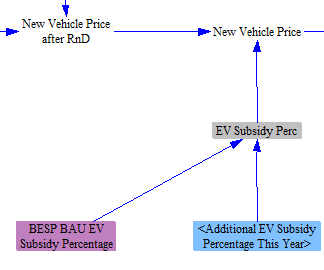 New Vehicle Price
after RnD
New Vehicle Price
EV Subsidy Perc
BESP BAU EV
Subsidy Percentage
<Additional EV Subsidy
Percentage This Year>